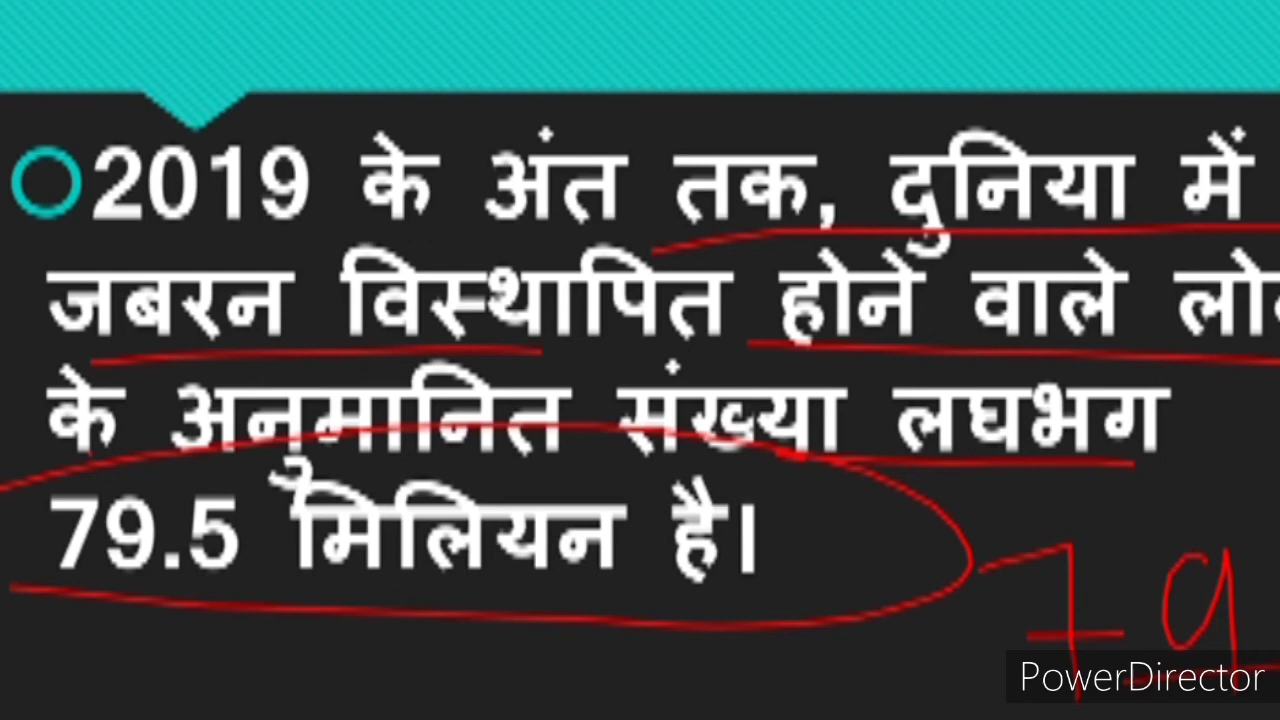 2019 के अंत तक, दुनिया में
जबरन विस्थापित होने वाले
के अनुमानित संख्या लघभग
79.5 मिलियन है।
79
PowerDirector